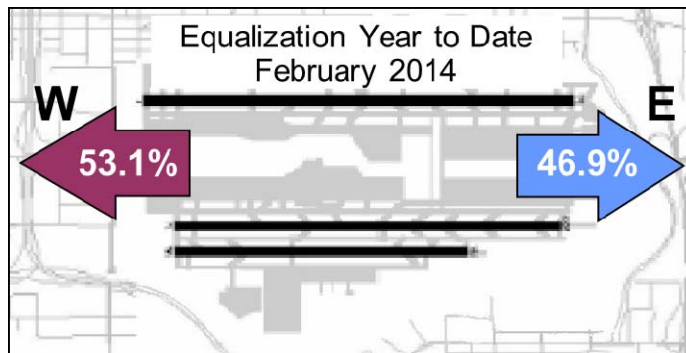 Equalization Year to Date
February 2014
W
E
53.1%
46.9%